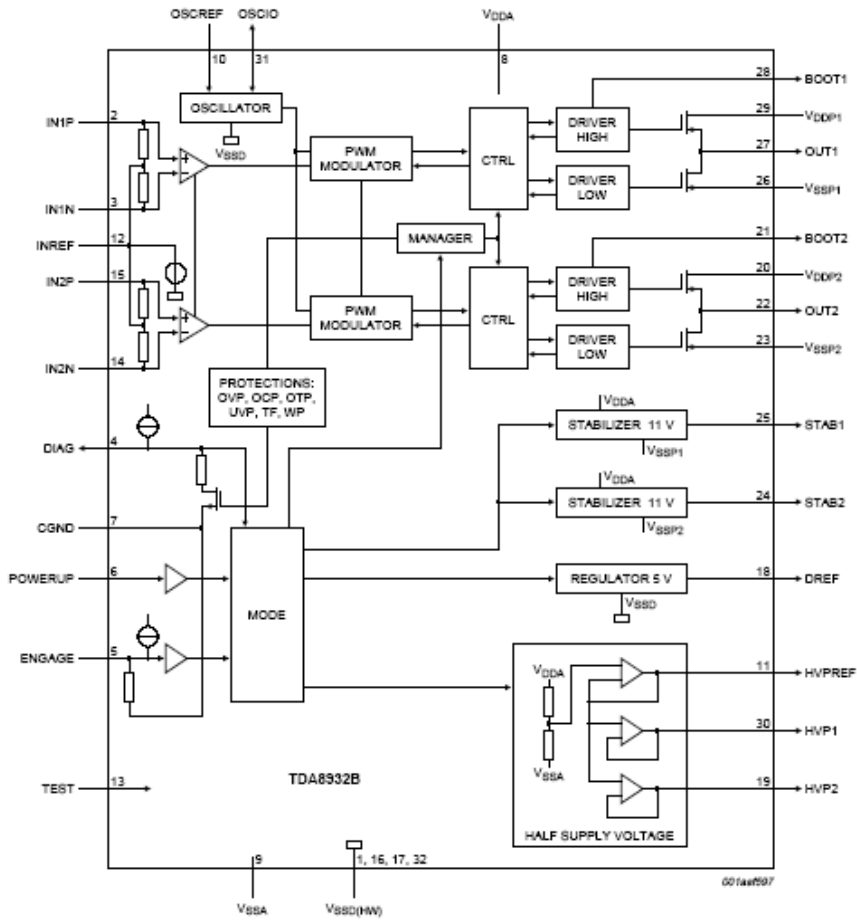 OSCREF OSCIO VDDA
10 31 8
28 BOOT1
OSCILLATOR
2
IN1P
VSSD
29 VDDP1
DRIVER
HIGH
PWM
MODULATOR
CTRL
27 OUT1
DRIVER
LOW
26 VSSP1
3
IN1N
MANAGER
INREF 12
21 BOOT2
15
IN2P
20 VDDP2
DRIVER
HIGH
PWM
MODULATOR
CTRL
22 OUT2
DRIVER
LOW
23 VSSP2
14
IN2N
PROTECTIONS:
OVP, OCP, OTP,
UVP, TF, WP
VDDA
STABILIZER 11 V
25 STAB1
VSSP1
DIAG 4
VDDA
STABILIZER 11 V
24 STAB2
VSSP2
CGND 7
POWERUP 6
REGULATOR 5 V
18 DREF
VSSD
MODE
ENGAGE 5
VDDA
11 HVPREF
30 HVP1
VSSA
19 HVP2
HALF SUPPLY VOLTAGE
TEST 13
TDA8932B
9
1, 16, 17, 32
VSSA VSSD(HW)
001aaf597